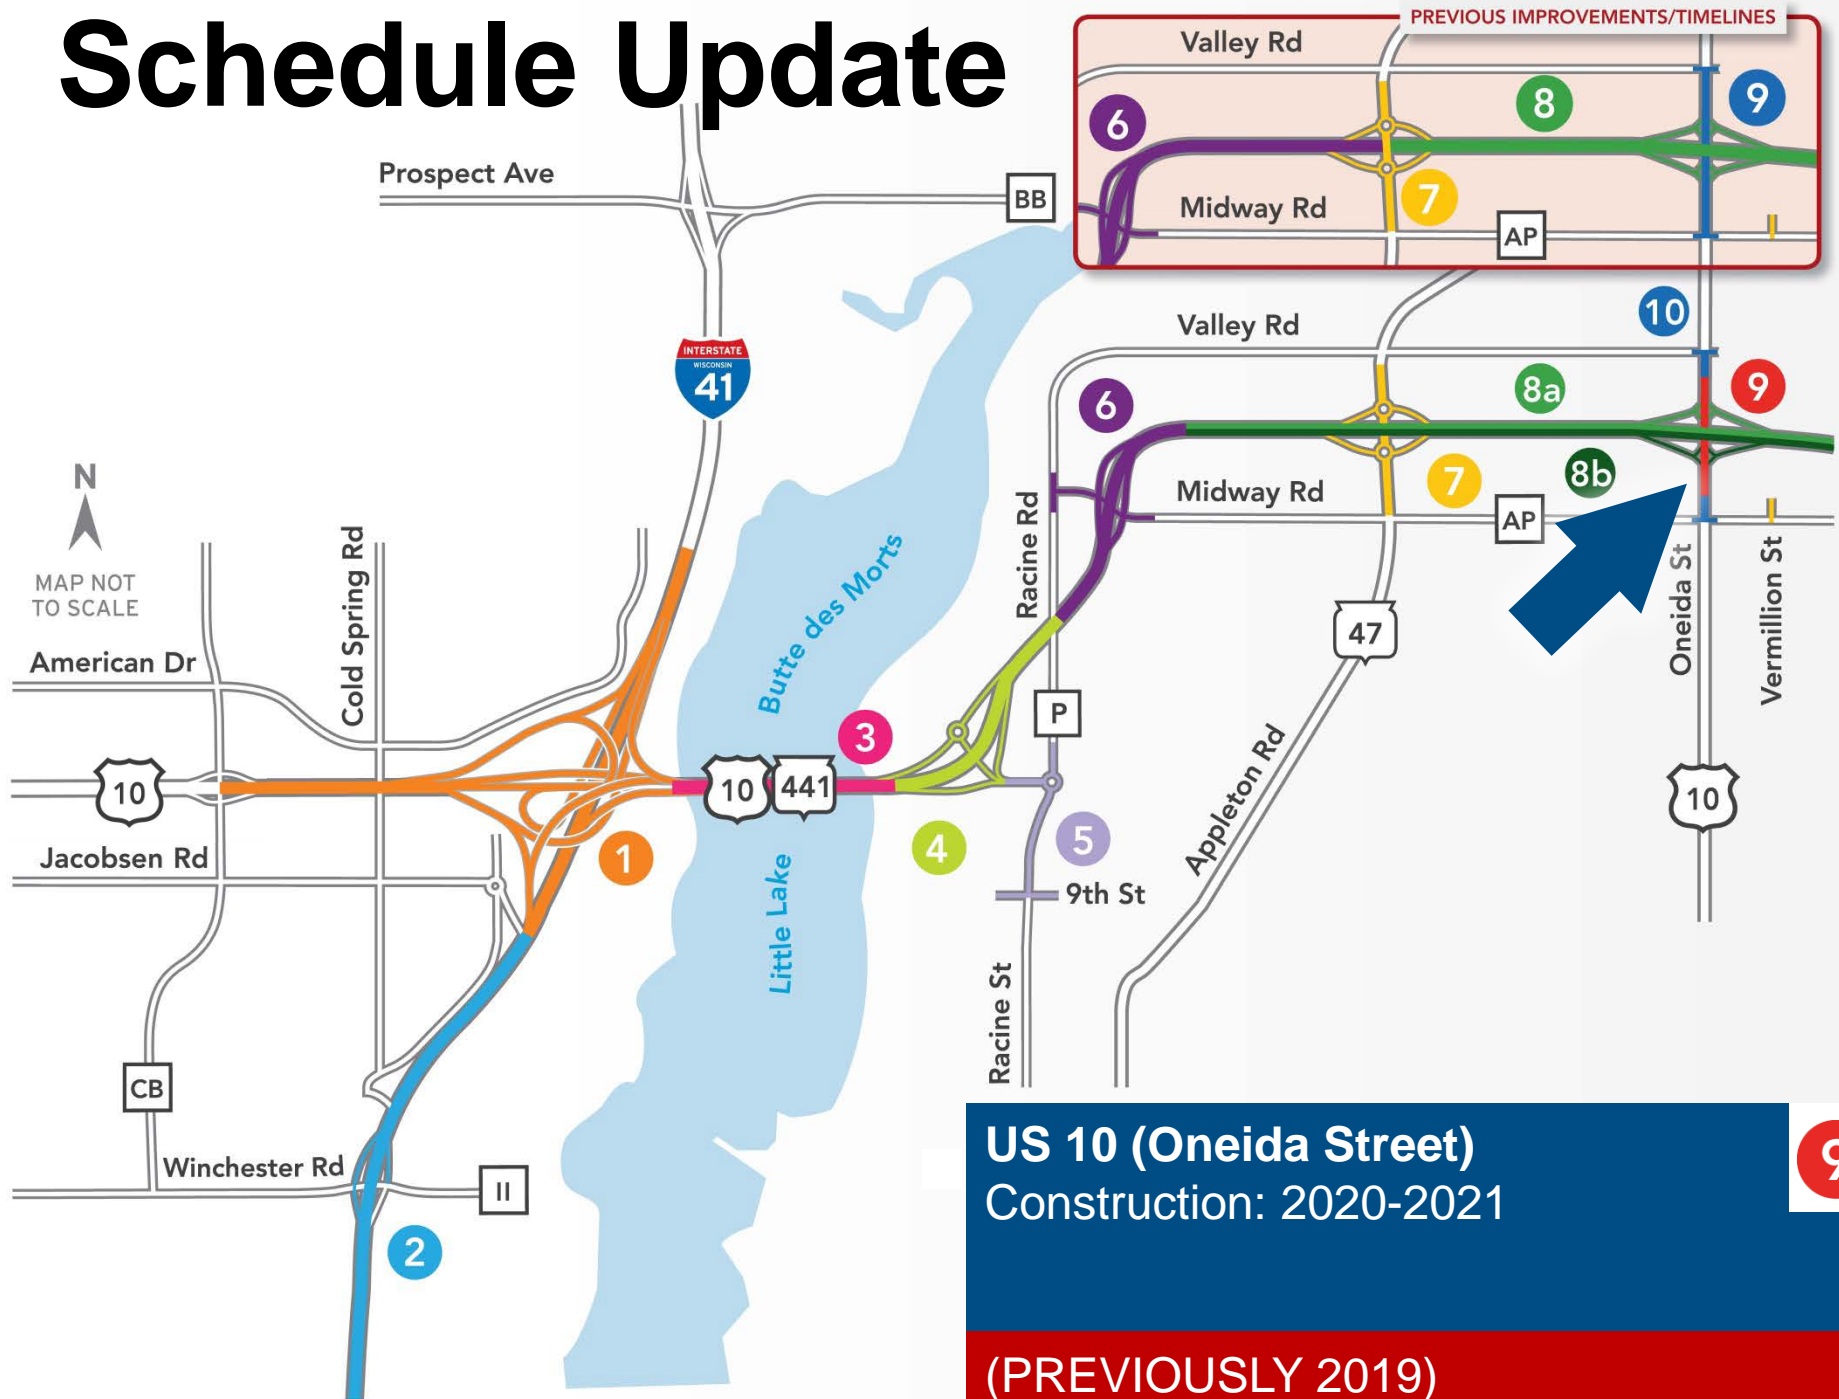 Schedule Update
PREVIOUS IMPROVEMENTS/TIMELINES
Valley Rd
6
8
9
7
Midway Rd
AP
Prospect Ave
BB
10
Valley Rd
INTERSTATE
WISCONSIN
41
6
8a
9
N
MAP NOT
TO SCALE
Cold Spring Rd
Butte des Morts
Racine Rd
Midway Rd
7
8b
AP
Oneida St
Vermillion St
47
American Dr
P
3
10
10
441
10
Jacobsen Rd
1
4
5
Appleton Rd
9th St
Little Lake
Racine St
CB
Winchester Rd
II
2
US 10 (Oneida Street)
Construction: 2020-2021
9
(PREVIOUSLY 2019)